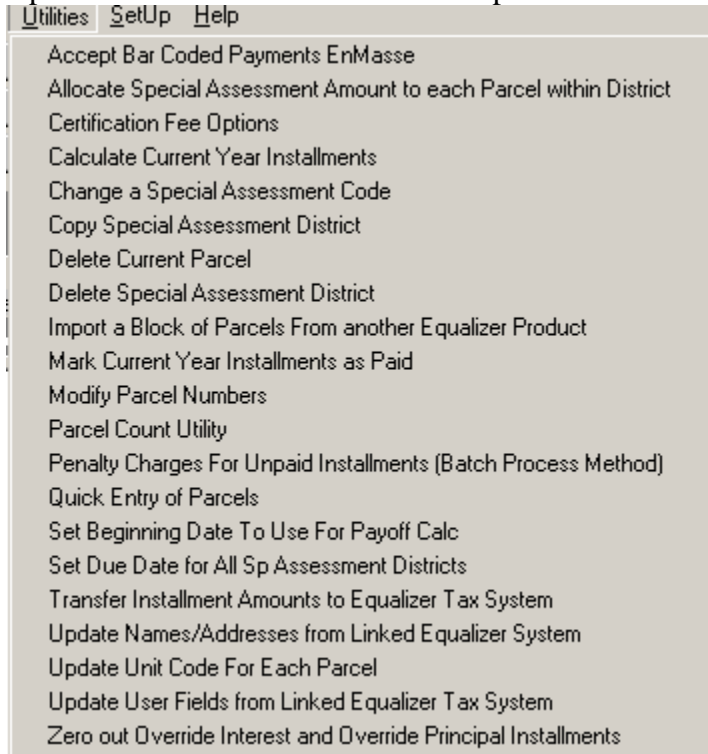 Utilities SetUp Help
Accept Bar Coded Payments EnMasse
Allocate Special Assessment Amount to each Parcel within District
Certification Fee Options
Calculate Current Year Installments
Change a Special Assessment Code
Copy Special Assessment District
Delete Current Parcel
Delete Special Assessment District
Import a Block of Parcels From another Equalizer Product
Mark Current Year Installments as Paid
Modify Parcel Numbers
Parcel Count Utility
Penalty Charges For Unpaid Installments (Batch Process Method)
Quick Entry of Parcels
Set Beginning Date To Use For Payoff Calc
Set Due Date for All Sp Assessment Districts
Transfer Installment Amounts to Equalizer Tax System
Update Names/Addresses from Linked Equalizer System
Update Unit Code For Each Parcel
Update User Fields from Linked Equalizer Tax System
Zero out Override Interest and Override Principal Installments